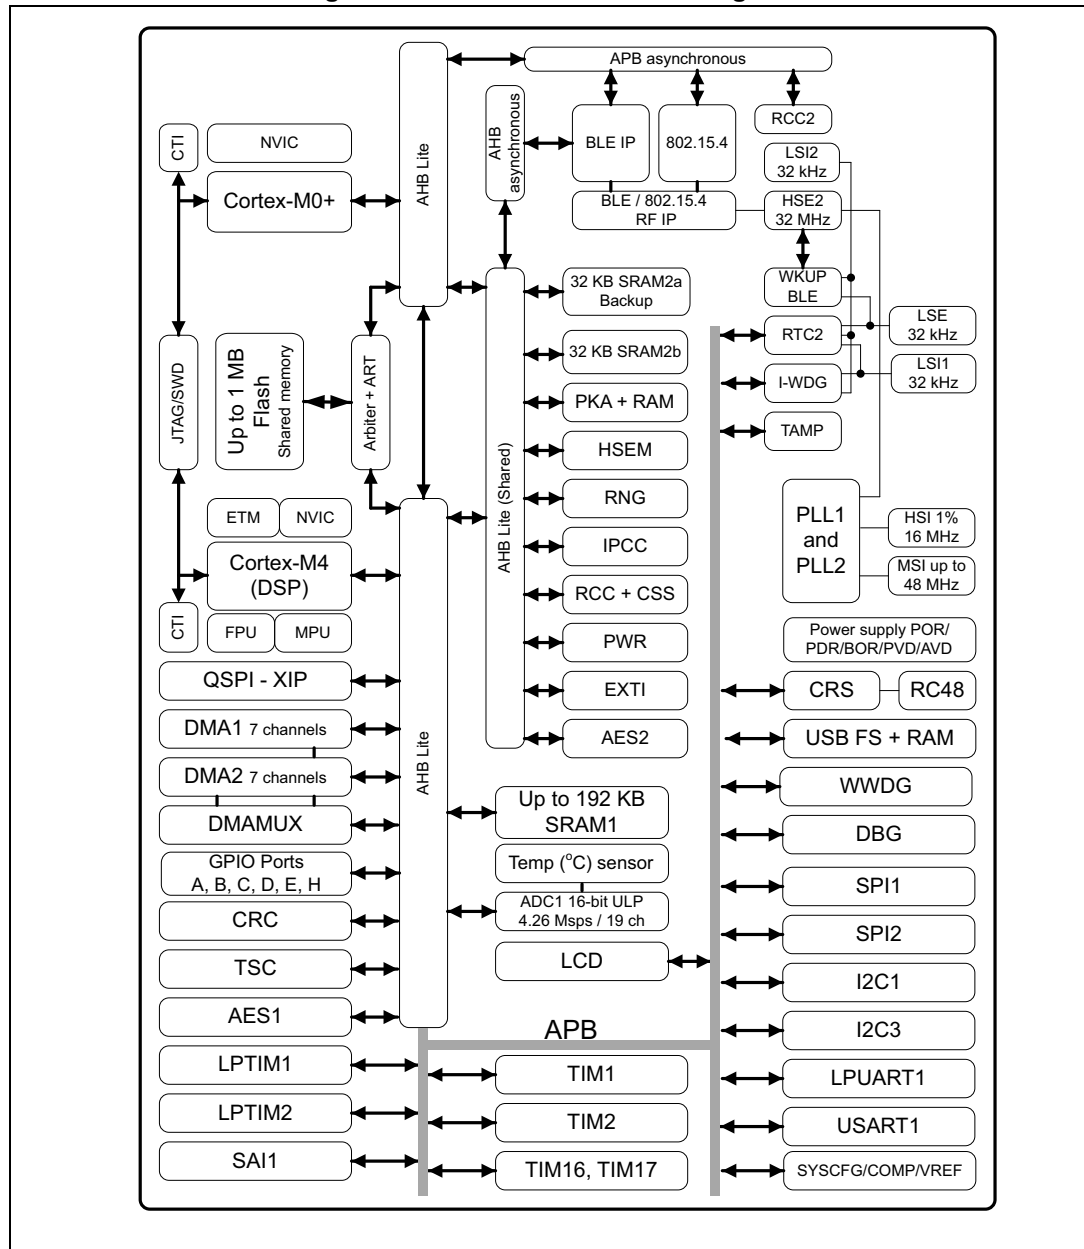 APB asynchronous
RCC2
AHB asynchronous
BLE IP
802.15.4
LSI2
32 kHz
BLE / 802.15.4
RF IP
HSE2
32 MHz
CTI
NVIC
Cortex-M0+
AHB Lite
WKUP
BLE
32 KB SRAM2a
Backup
LSE
32 kHz
RTC2
32 KB SRAM2b
LSI1
32 kHz
I-WDG
JTAG/SWD
Up to 1 MB
Flash
Shared memory
Arbiter + ART
PKA + RAM
TAMP
HSEM
AHB Lite (Shared)
RNG
PLL1
and
PLL2
HSI 1%
16 MHz
MSI up to
48 MHz
ETM
NVIC
IPCC
Cortex-M4
(DSP)
RCC + CSS
CTI
FPU
MPU
PWR
Power supply POR/
PDR/BOR/PVD/AVD
QSPI - XIP
EXTI
CRS
RC48
DMA1 7 channels
AHB Lite
AES2
USB FS + RAM
DMA2 7 channels
WWDG
DMAMUX
Up to 192 KB
SRAM1
DBG
GPIO Ports
A, B, C, D, E, H
Temp (°C) sensor
SPI1
CRC
ADC1 16-bit ULP
4.26 Msps / 19 ch
SPI2
TSC
LCD
I2C1
AES1
APB
I2C3
LPTIM1
TIM1
LPUART1
LPTIM2
TIM2
USART1
SAI1
TIM16, TIM17
SYSCFG/COMP/VREF